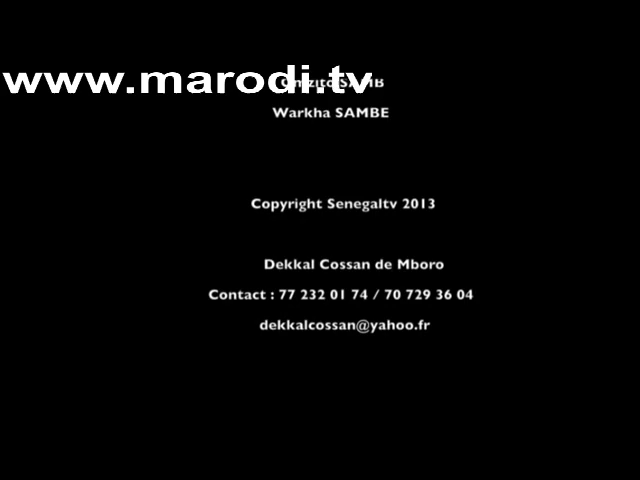 www.marodi.tv
Warkha SAMBE
Copyright Senegaltv 2013
Dekkal Cossan de Mboro
Contact : 77 232 01 74 / 70 729 36 04
dekkalcossan@yahoo.fr